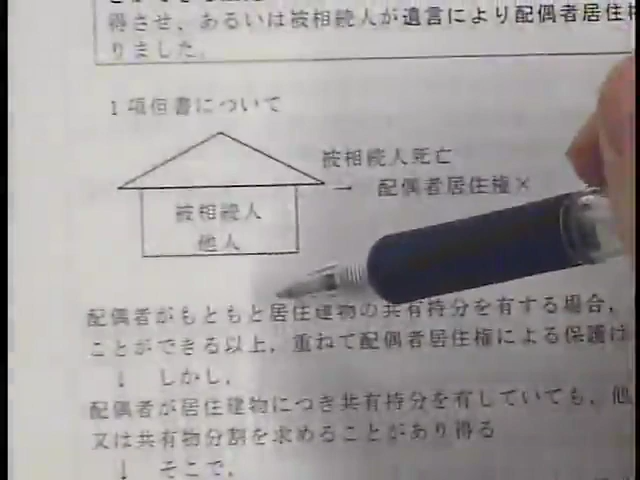 得させ、あるいは被相続人が遺言により配偶者居住権
りました。
1項但書について
被相続人死亡
→ 配偶者居住権×
被相続人
他人
配偶者がもともと居住建物の共有持分を有する場合，
ことができる以上，重ねて配偶者居住権による保護は
↓ しかし，
配偶者が居住建物につき共有持分を有していても，他
又は共有物分割を求めることがあり得る
↓ そこで，